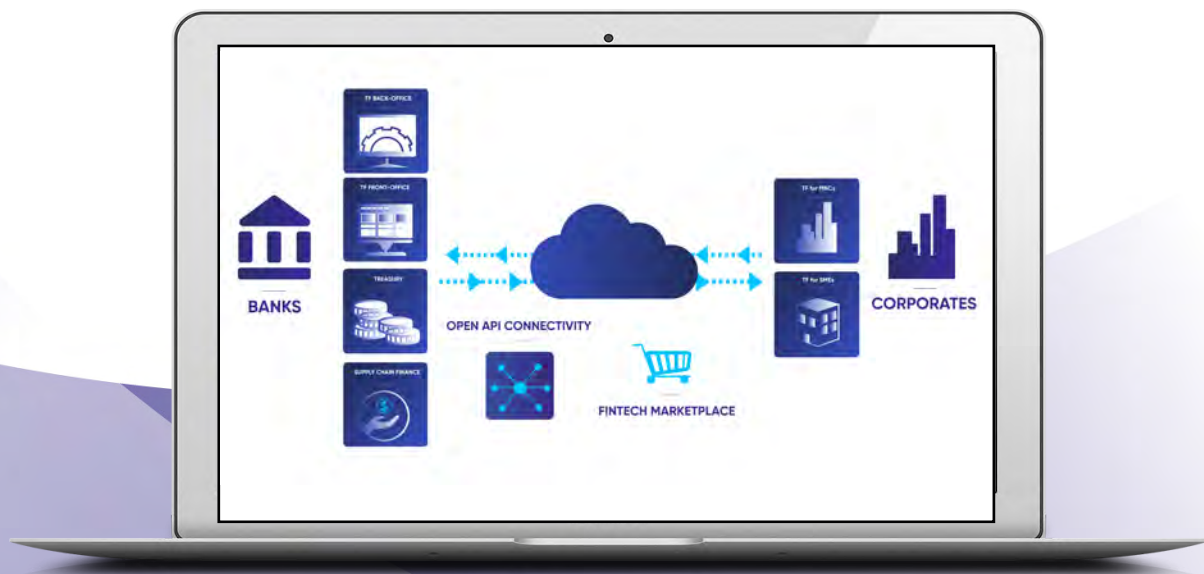 TF BACK-OFFICE
TF FRONT-OFFICE
TREASURY
SUPPLY CHAIN FINANCE
BANKS
OPEN API CONNECTIVITY
FINTECH MARKETPLACE
TF for MNCs
TF for SMEs
CORPORATES